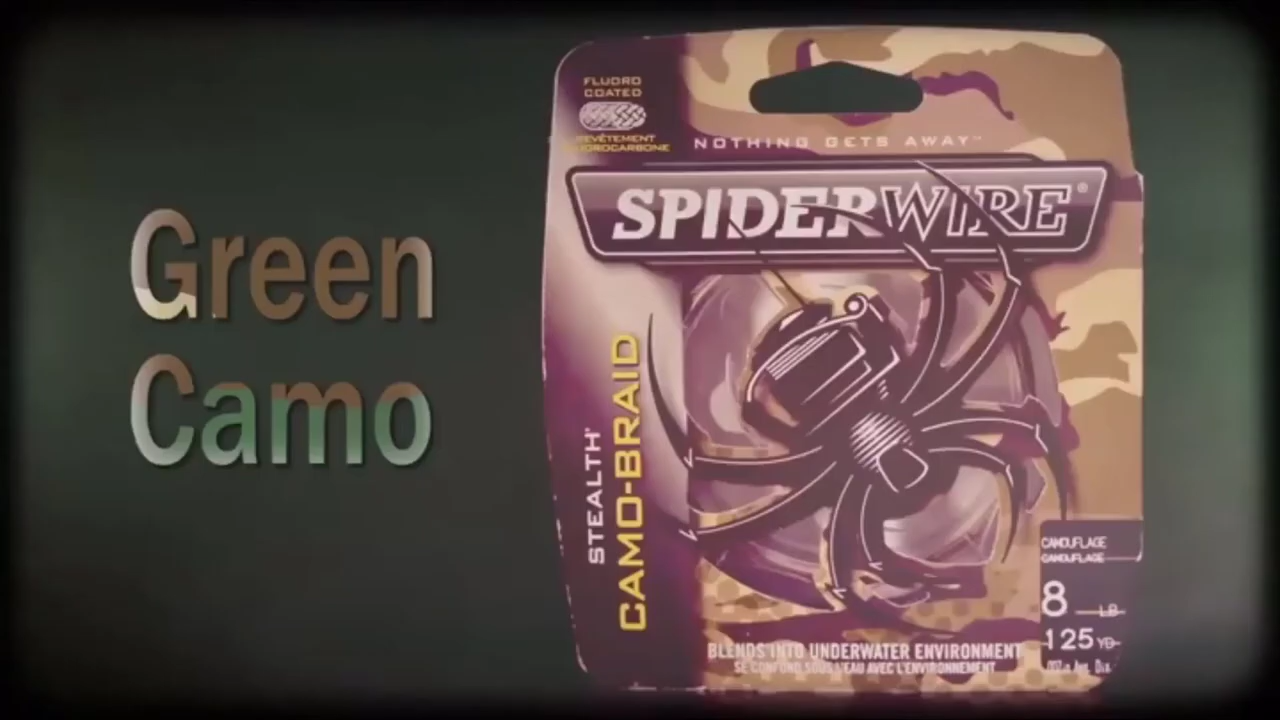 Green
Camo
FLUORO
COATED
REVÊTEMENT
NOTHING GETS AWAY™
SPIDERWIRE®
STEALTH®
CAMO-BRAID
CAMOUFLAGE
CAMOUFLAGE
8 LB
125 YD
BLENDS INTO UNDERWATER ENVIRONMENT
SE CONFOND SOUS L'EAU AVEC L'ENVIRONNEMENT